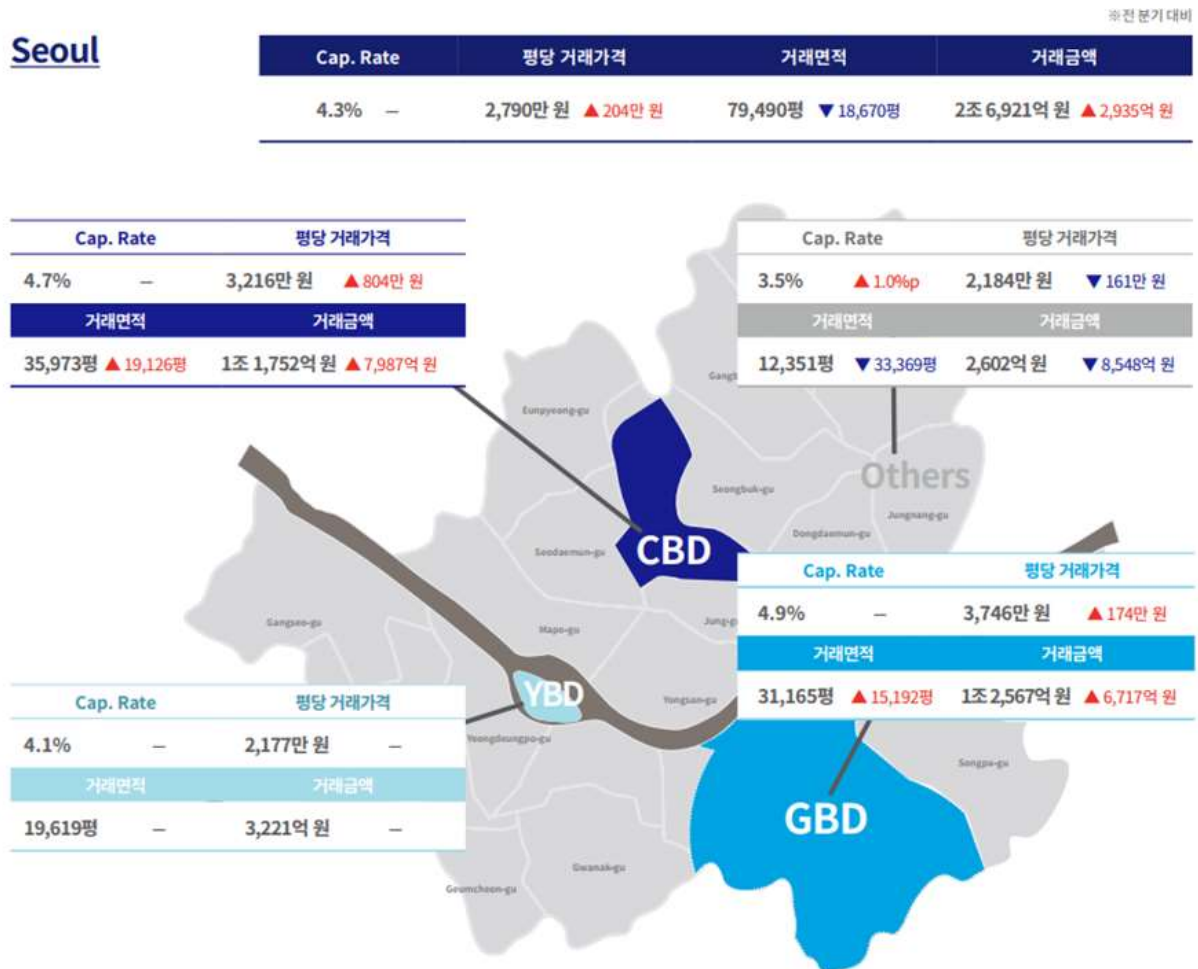 ※전 분기 대비
Seoul
Cap. Rate 평당 거래가격 거래면적 거래금액
4.3% – 2,790만 원 ▲204만 원 79,490평 ▼18,670평 2조 6,921억 원 ▲2,935억 원
Cap. Rate 평당 거래가격
4.7% – 3,216만 원 ▲804만 원
거래면적 거래금액
35,973평 ▲19,126평 1조 1,752억 원 ▲7,987억 원
Cap. Rate 평당 거래가격
3.5% ▲1.0%p 2,184만 원 ▼161만 원
거래면적 거래금액
12,351평 ▼33,369평 2,602억 원 ▼8,548억 원
Eunpyeong-gu
Others
Seongbuk-gu
Jungnang-gu
Dongdaemun-gu
Seodaemun-gu
CBD
Cap. Rate 평당 거래가격
4.9% – 3,746만 원 ▲174만 원
거래면적 거래금액
31,165평 ▲15,192평 1조 2,567억 원 ▲6,717억 원
Gangseo-gu
Mapo-gu
YBD
Yongsan-gu
Cap. Rate 평당 거래가격
4.1% – 2,177만 원 –
거래면적 거래금액
19,619평 – 3,221억 원 –
Yeongdeungpo-gu
Songpa-gu
GBD
Gwanak-gu
Geumcheon-gu